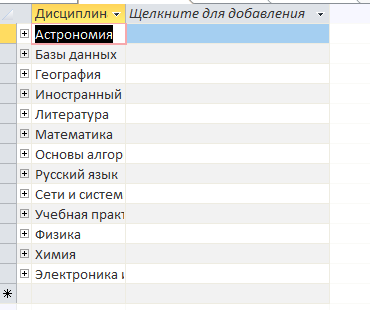 Дисциплин Щелкните для добавления
Астрономия
Базы данных
География
Иностранный
Литература
Математика
Основы алгор
Русский язык
Сети и систем
Учебная практ
Физика
Химия
Электроника и